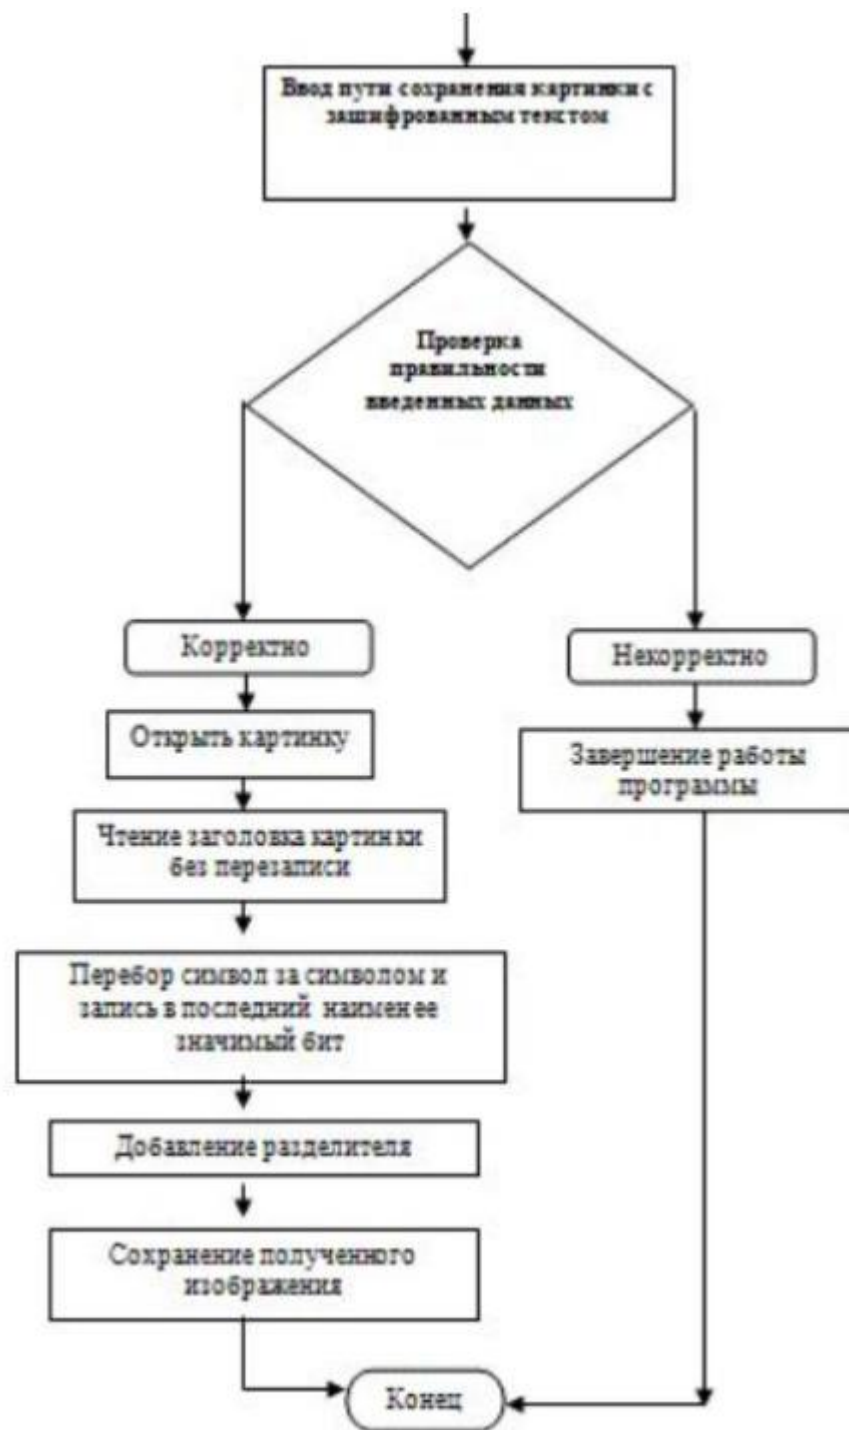 Ввод пути сохранения картинки с
зашифрованным текстом
Проверка
правильности
введенных данных
Корректно
Некорректно
Открыть картинку
Завершение работы
программы
Чтение заголовка картинки
без перезаписи
Перебор символ за символом и
запись в последний наименее
значимый бит
Добавление разделителя
Сохранение полученного
изображения
Конец